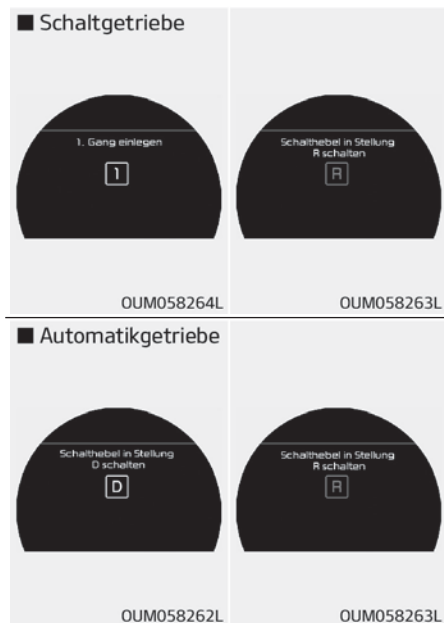 ■ Schaltgetriebe
1. Gang einlegen
1
Schalthebel in Stellung
R schalten
R
OUM058264L
OUM058263L
■ Automatikgetriebe
Schalthebel in Stellung
D schalten
D
Schalthebel in Stellung
R schalten
R
OUM058262L
OUM058263L